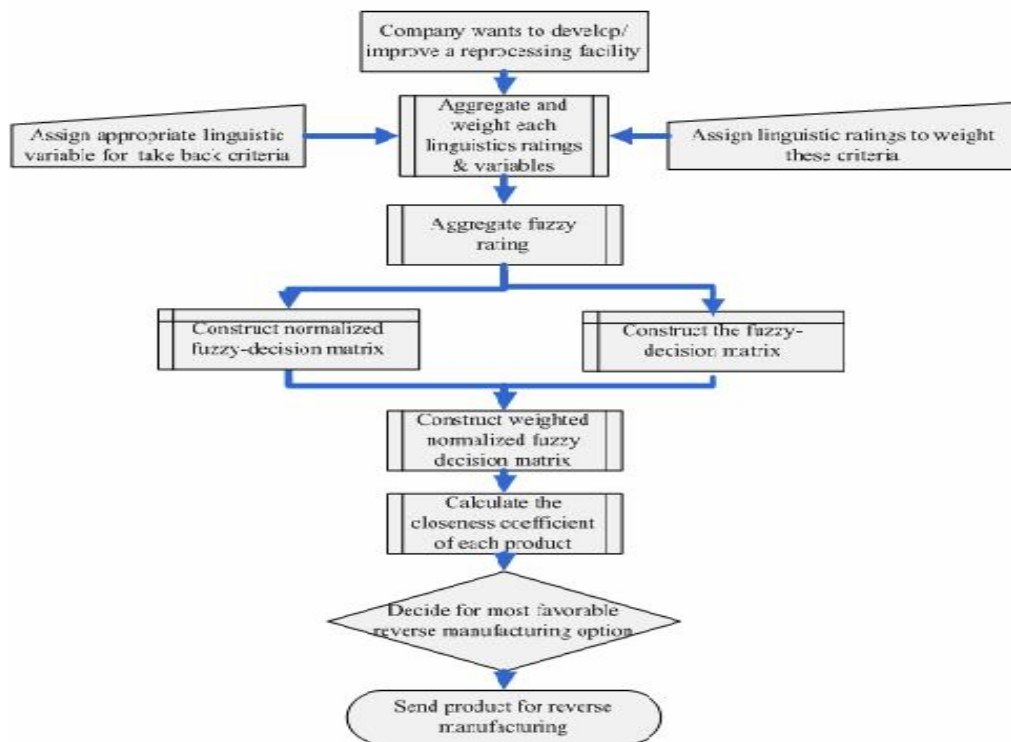 Company wants to develop/
improve a reprocessing facility
Assign appropriate linguistic
variable for take back criteria
Aggregate and
weight each
linguistics ratings
& variables
Assign linguistic ratings to weight
these criteria
Aggregate fuzzy
rating
Construct normalized
fuzzy-decision matrix
Construct the fuzzy-
decision matrix
Construct weighted
normalized fuzzy
decision matrix
Calculate the
closeness coefficient
of each product
Decide for most favorable
reverse manufacturing option
Send product for reverse
manufacturing